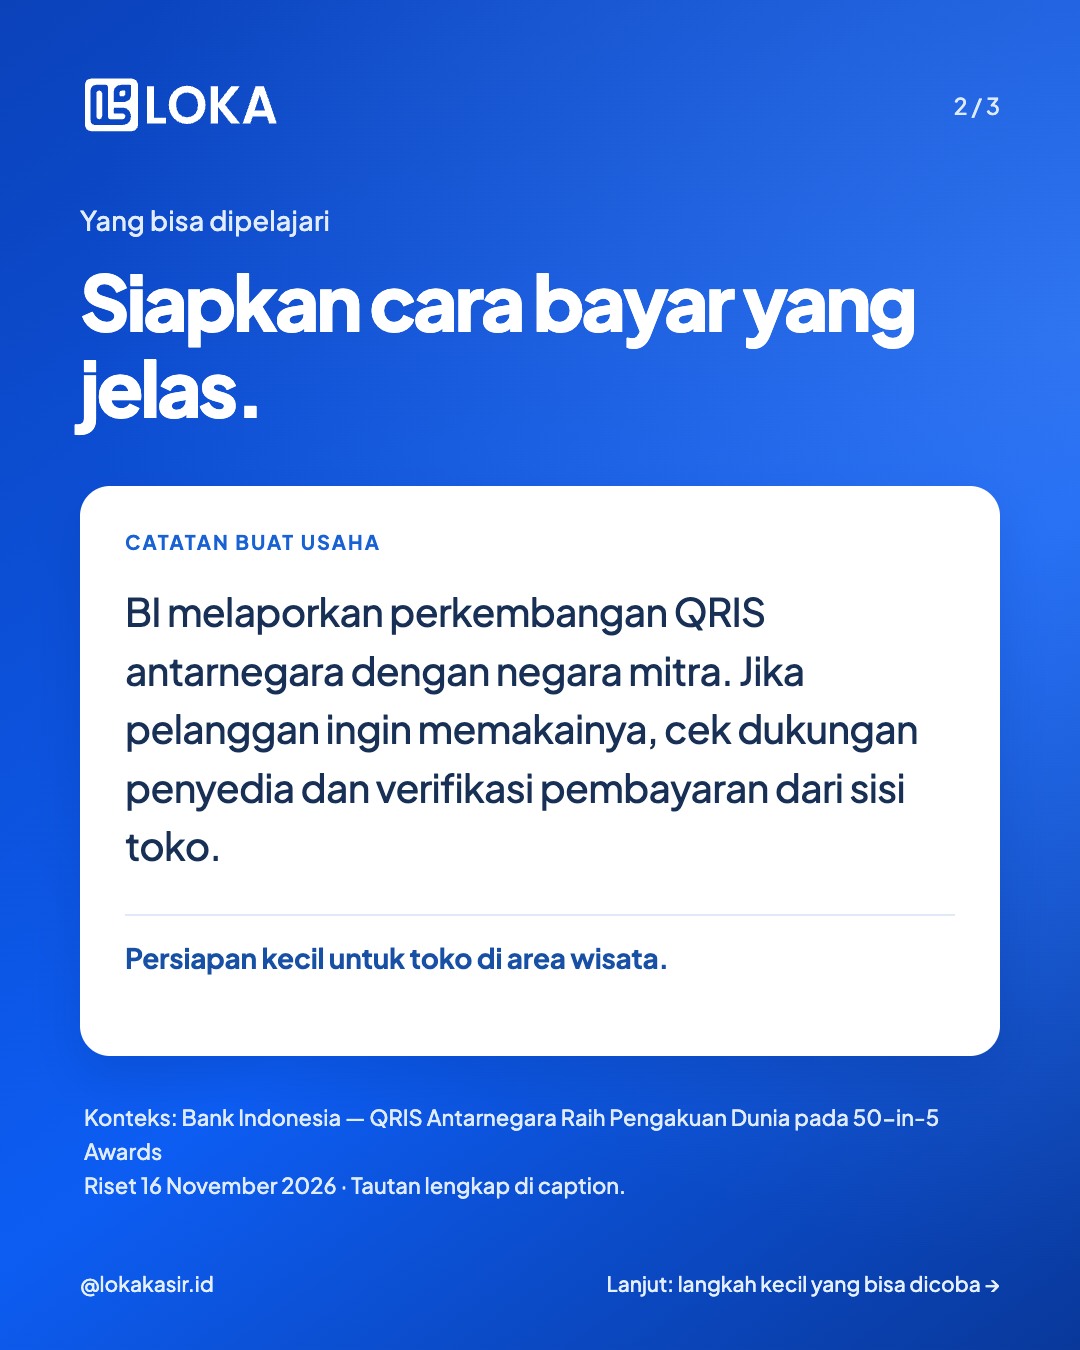 LOKA
2 / 3
Yang bisa dipelajari
Siapkan cara bayar yang
jelas.
CATATAN BUAT USAHA
BI melaporkan perkembangan QRIS
antarnegara dengan negara mitra. Jika
pelanggan ingin memakainya, cek dukungan
penyedia dan verifikasi pembayaran dari sisi
toko.
Persiapan kecil untuk toko di area wisata.
Konteks: Bank Indonesia — QRIS Antarnegara Raih Pengakuan Dunia pada 50-in-5
Awards
Riset 16 November 2026 · Tautan lengkap di caption.
@lokakasir.id
Lanjut: langkah kecil yang bisa dicoba →